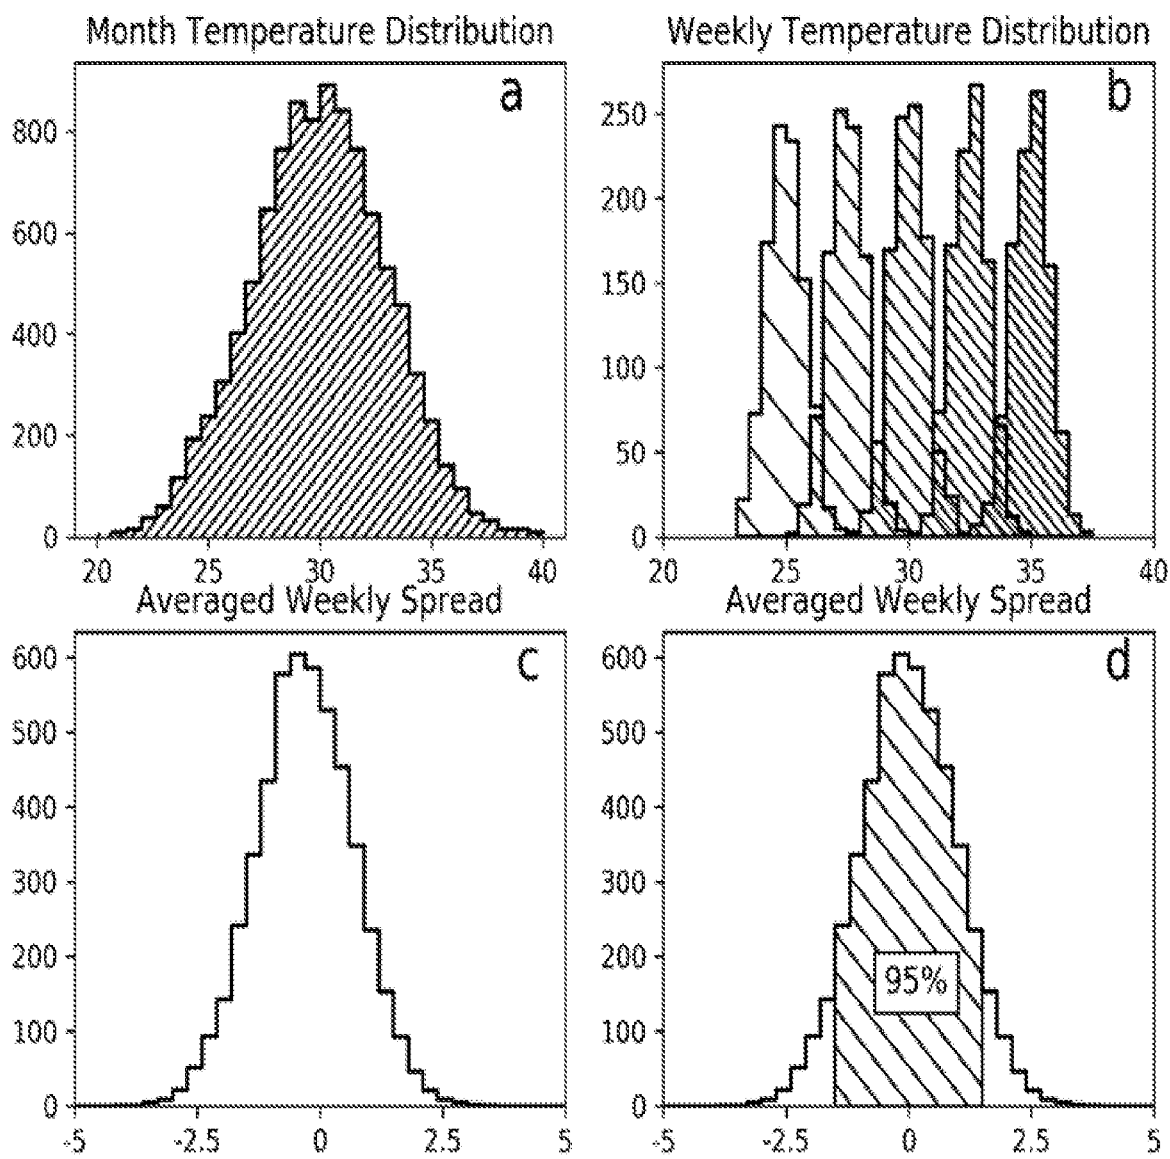 Month Temperature Distribution
a
800
600
400
200
0
20 25 30 35 40
Weekly Temperature Distribution
b
250
200
150
100
50
0
20 25 30 35 40
Averaged Weekly Spread
c
600
500
400
300
200
100
0
-5 -2.5 0 2.5 5
Averaged Weekly Spread
d
600
500
400
300
200
100
0
95%
-5 -2.5 0 2.5 5